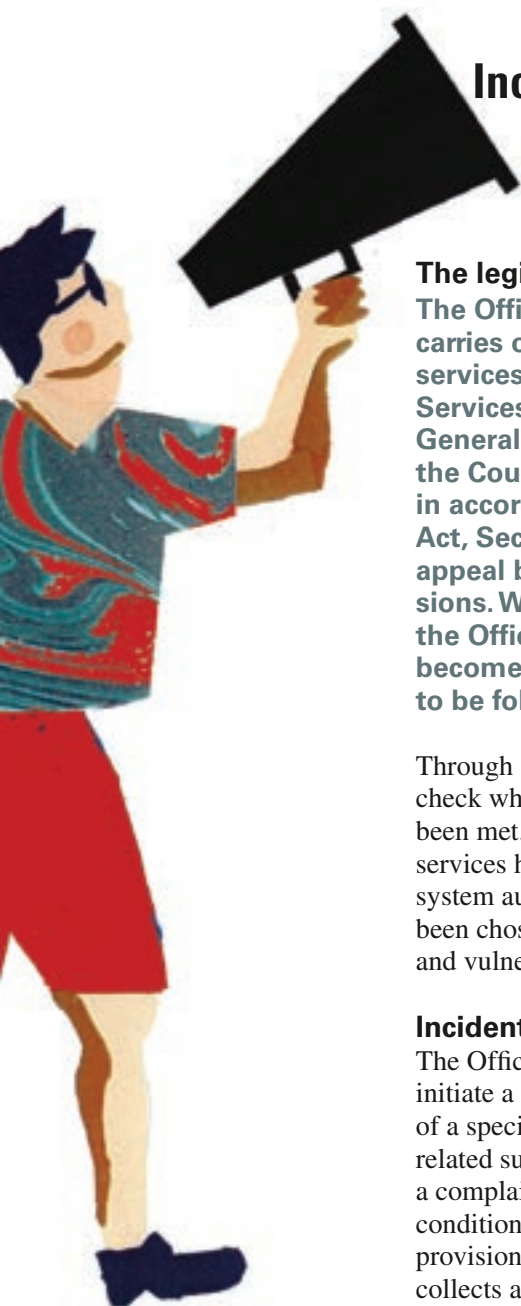 Inc
The legi
The Offi
carries o
services
Services
General
the Cou
in accor
Act, Sec
appeal b
sions. W
the Offic
become
to be fol
Through
check wh
been met.
services h
system au
been chos
and vulne
Incident
The Offic
initiate a
of a speci
related su
a complai
condition
provision
collects a